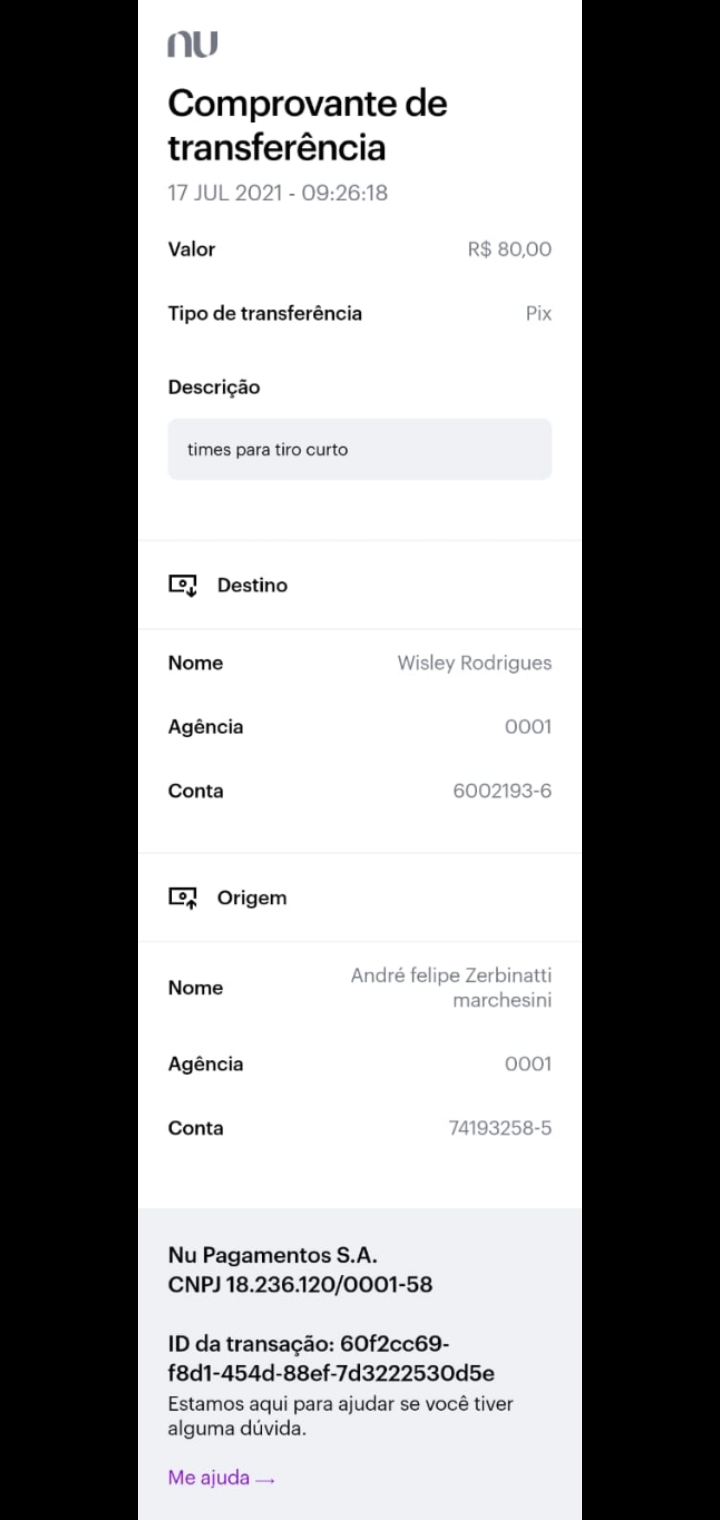 nu
Comprovante de
transferência
17 JUL 2021 - 09:26:18
Valor R$ 80,00
Tipo de transferência Pix
Descrição
times para tiro curto
Destino
Nome Wisley Rodrigues
Agência 0001
Conta 6002193-6
Origem
Nome André felipe Zerbinatti
marchesini
Agência 0001
Conta 74193258-5
Nu Pagamentos S.A.
CNPJ 18.236.120/0001-58
ID da transação: 60f2cc69-
f8d1-454d-88ef-7d3222530d5e
Estamos aqui para ajudar se você tiver
alguma dúvida.
Me ajuda →